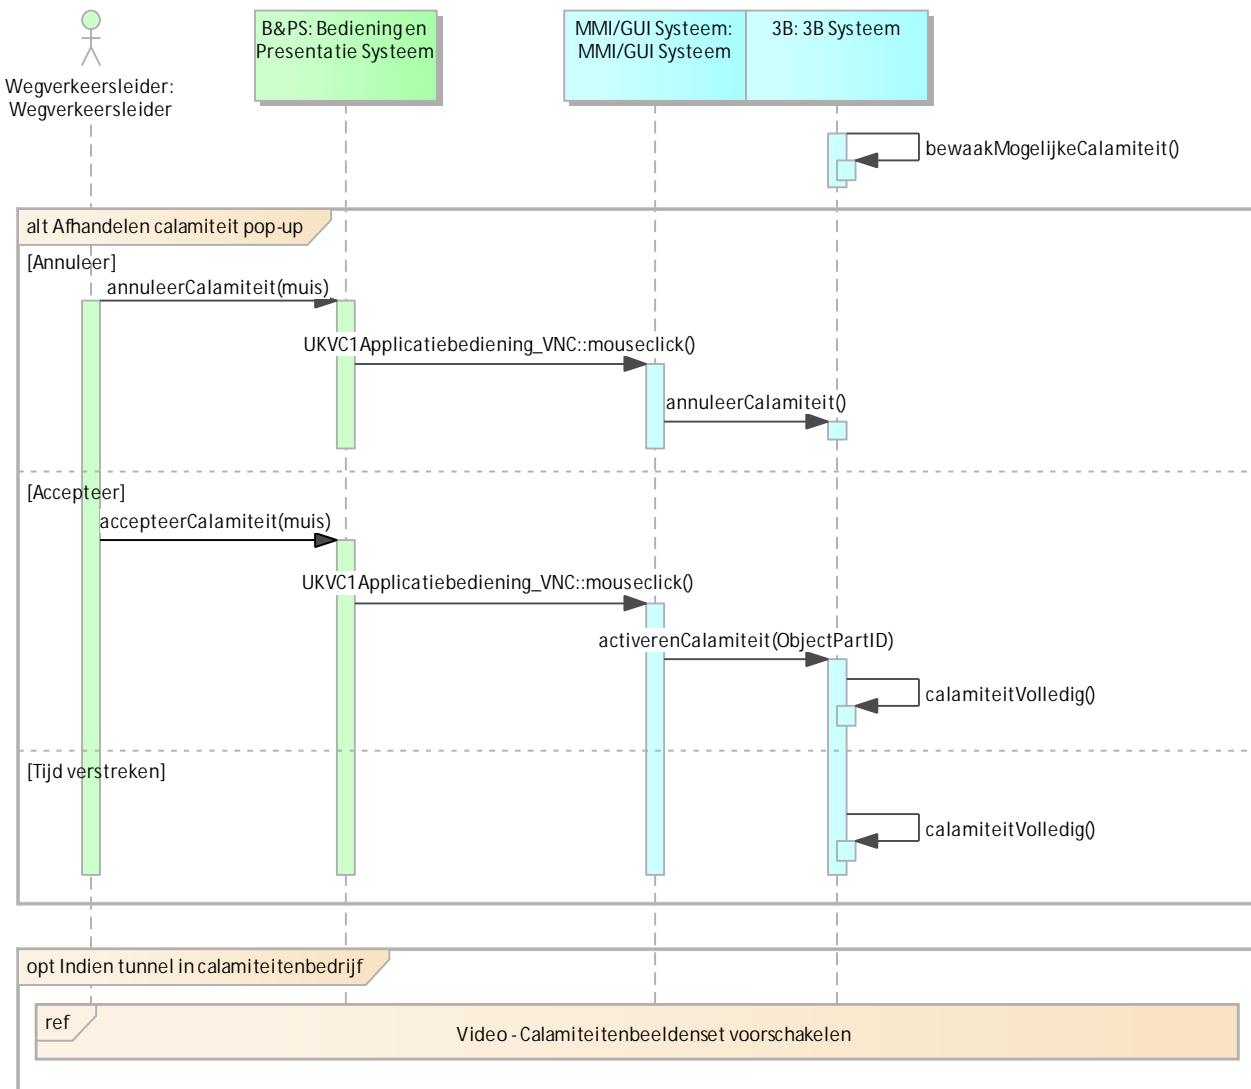 Wegverkeersleider:
Wegverkeersleider
B&PS: Bediening en
Presentatie Systeem
MMI/GUI Systeem:
MMI/GUI Systeem
3B: 3B Systeem
bewaakMogelijkeCalamiteit()
alt Afhandelen calamiteit pop-up
[Annuleer]
annuleerCalamiteit(muis)
UKVC1Applicatiebediening_VNC::mouseclick()
annuleerCalamiteit()
[Accepteer]
accepteerCalamiteit(muis)
UKVC1Applicatiebediening_VNC::mouseclick()
activerenCalamiteit(ObjectPartID)
calamiteitVolledig()
[Tijd verstreken]
calamiteitVolledig()
opt Indien tunnel in calamiteitenbedrijf
ref
Video - Calamiteitenbeeldenset voorschakelen